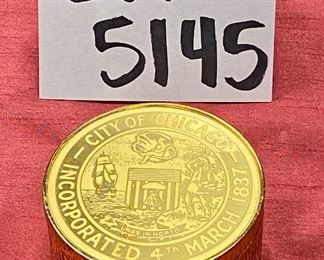 5145
CITY OF CHICAGO
INCORPORATED 4TH MARCH 1837
URBS IN HORTO